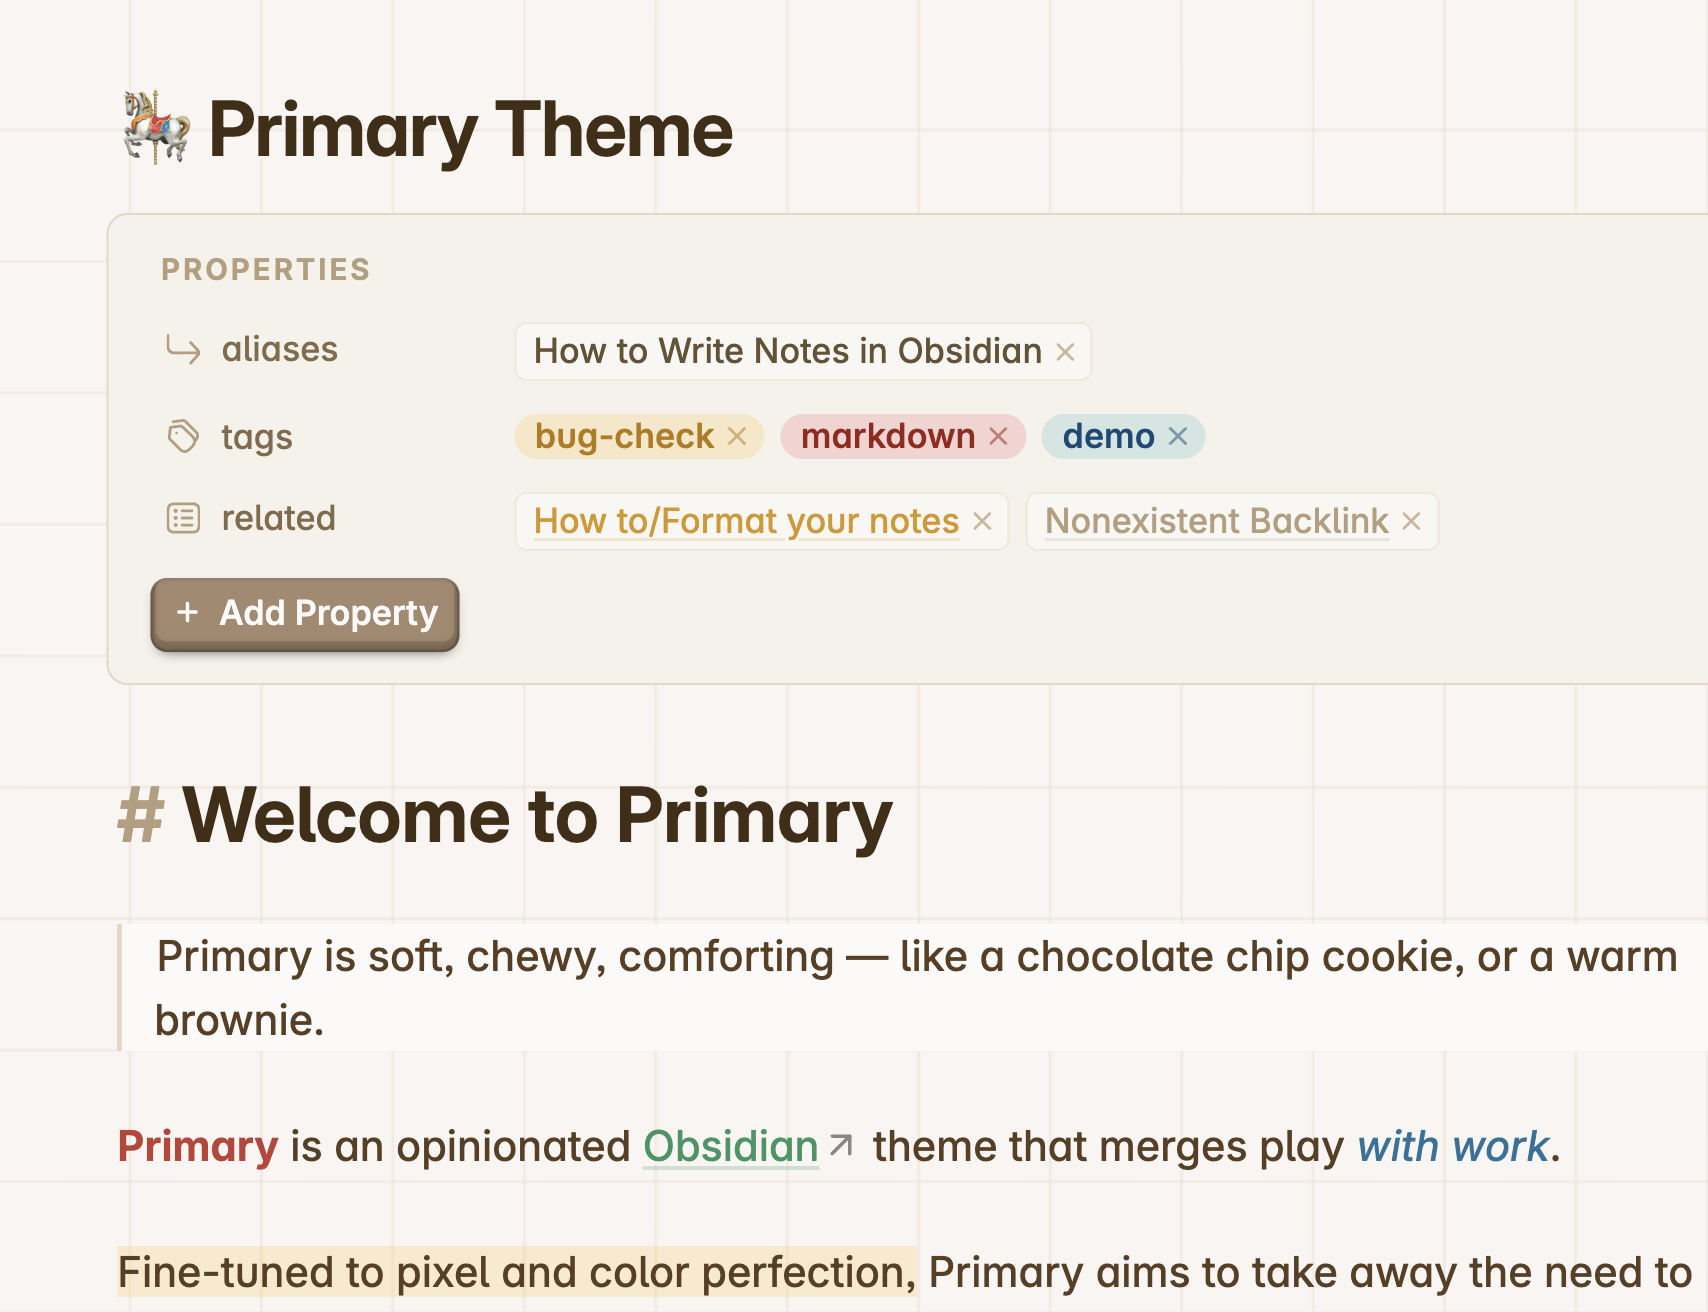 Primary Theme
PROPERTIES
aliases How to Write Notes in Obsidian ×
tags bug-check × markdown × demo ×
related How to/Format your notes × Nonexistent Backlink ×
+ Add Property
# Welcome to Primary
Primary is soft, chewy, comforting — like a chocolate chip cookie, or a warm
brownie.
Primary is an opinionated Obsidian theme that merges play with work.
Fine-tuned to pixel and color perfection, Primary aims to take away the need to